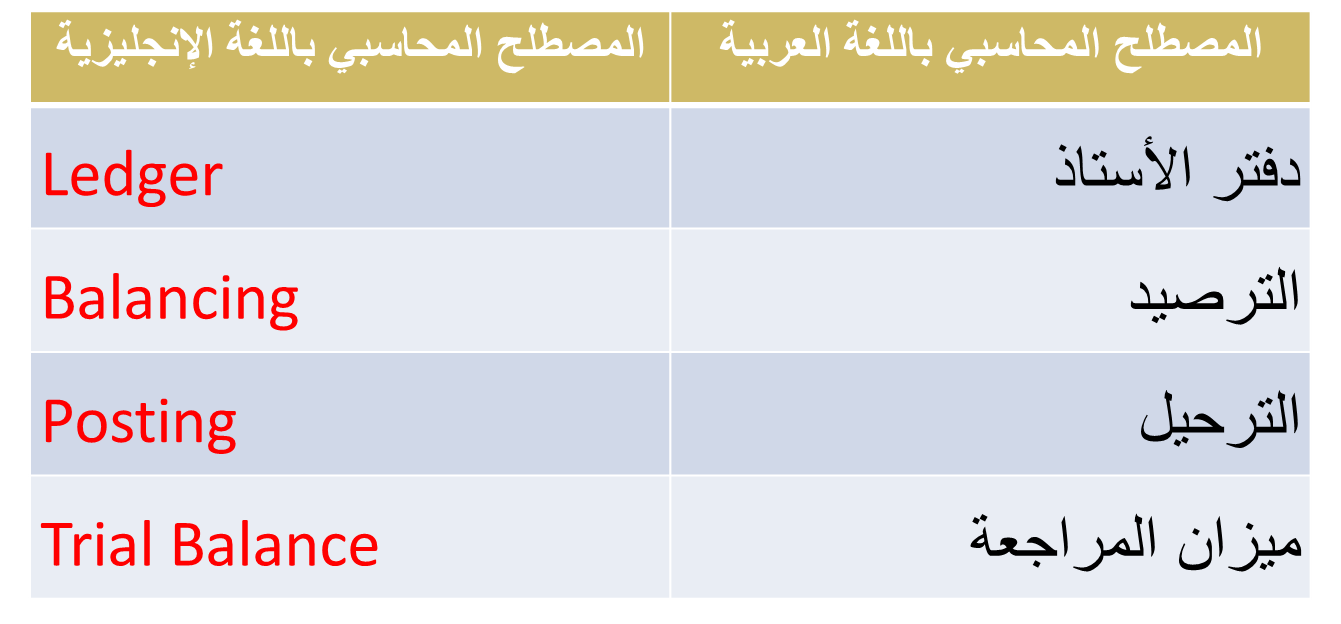 المصطلح المحاسبي باللغة العربية
المصطلح المحاسبي باللغة الإنجليزية
دفتر الأستاذ
Ledger
الترصيد
Balancing
الترحيل
Posting
ميزان المراجعة
Trial Balance